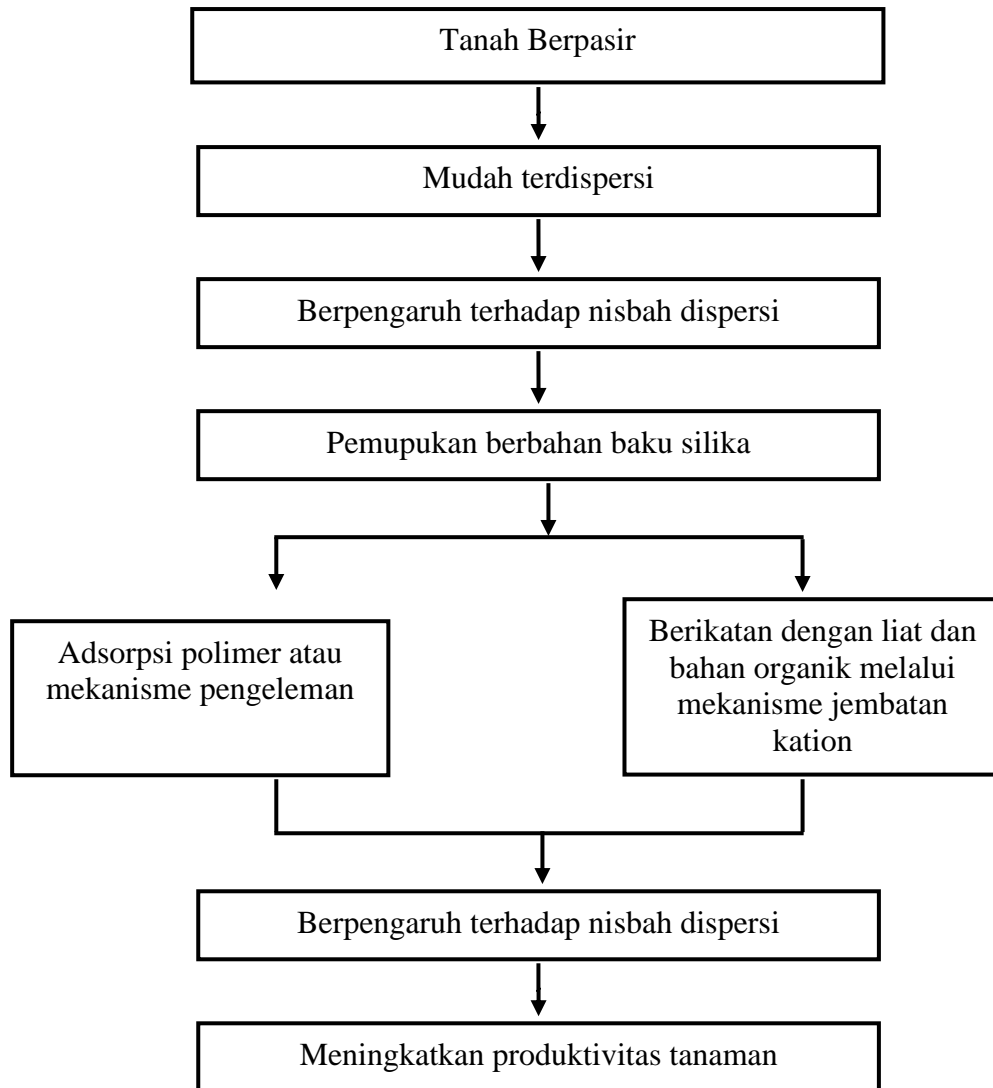 Tanah Berpasir
Mudah terdispersi
Berpengaruh terhadap nisbah dispersi
Pemupukan berbahan baku silika
Adsorpsi polimer atau
mekanisme pengeleman
Berikatan dengan liat dan
bahan organik melalui
mekanisme jembatan
kation
Berpengaruh terhadap nisbah dispersi
Meningkatkan produktivitas tanaman